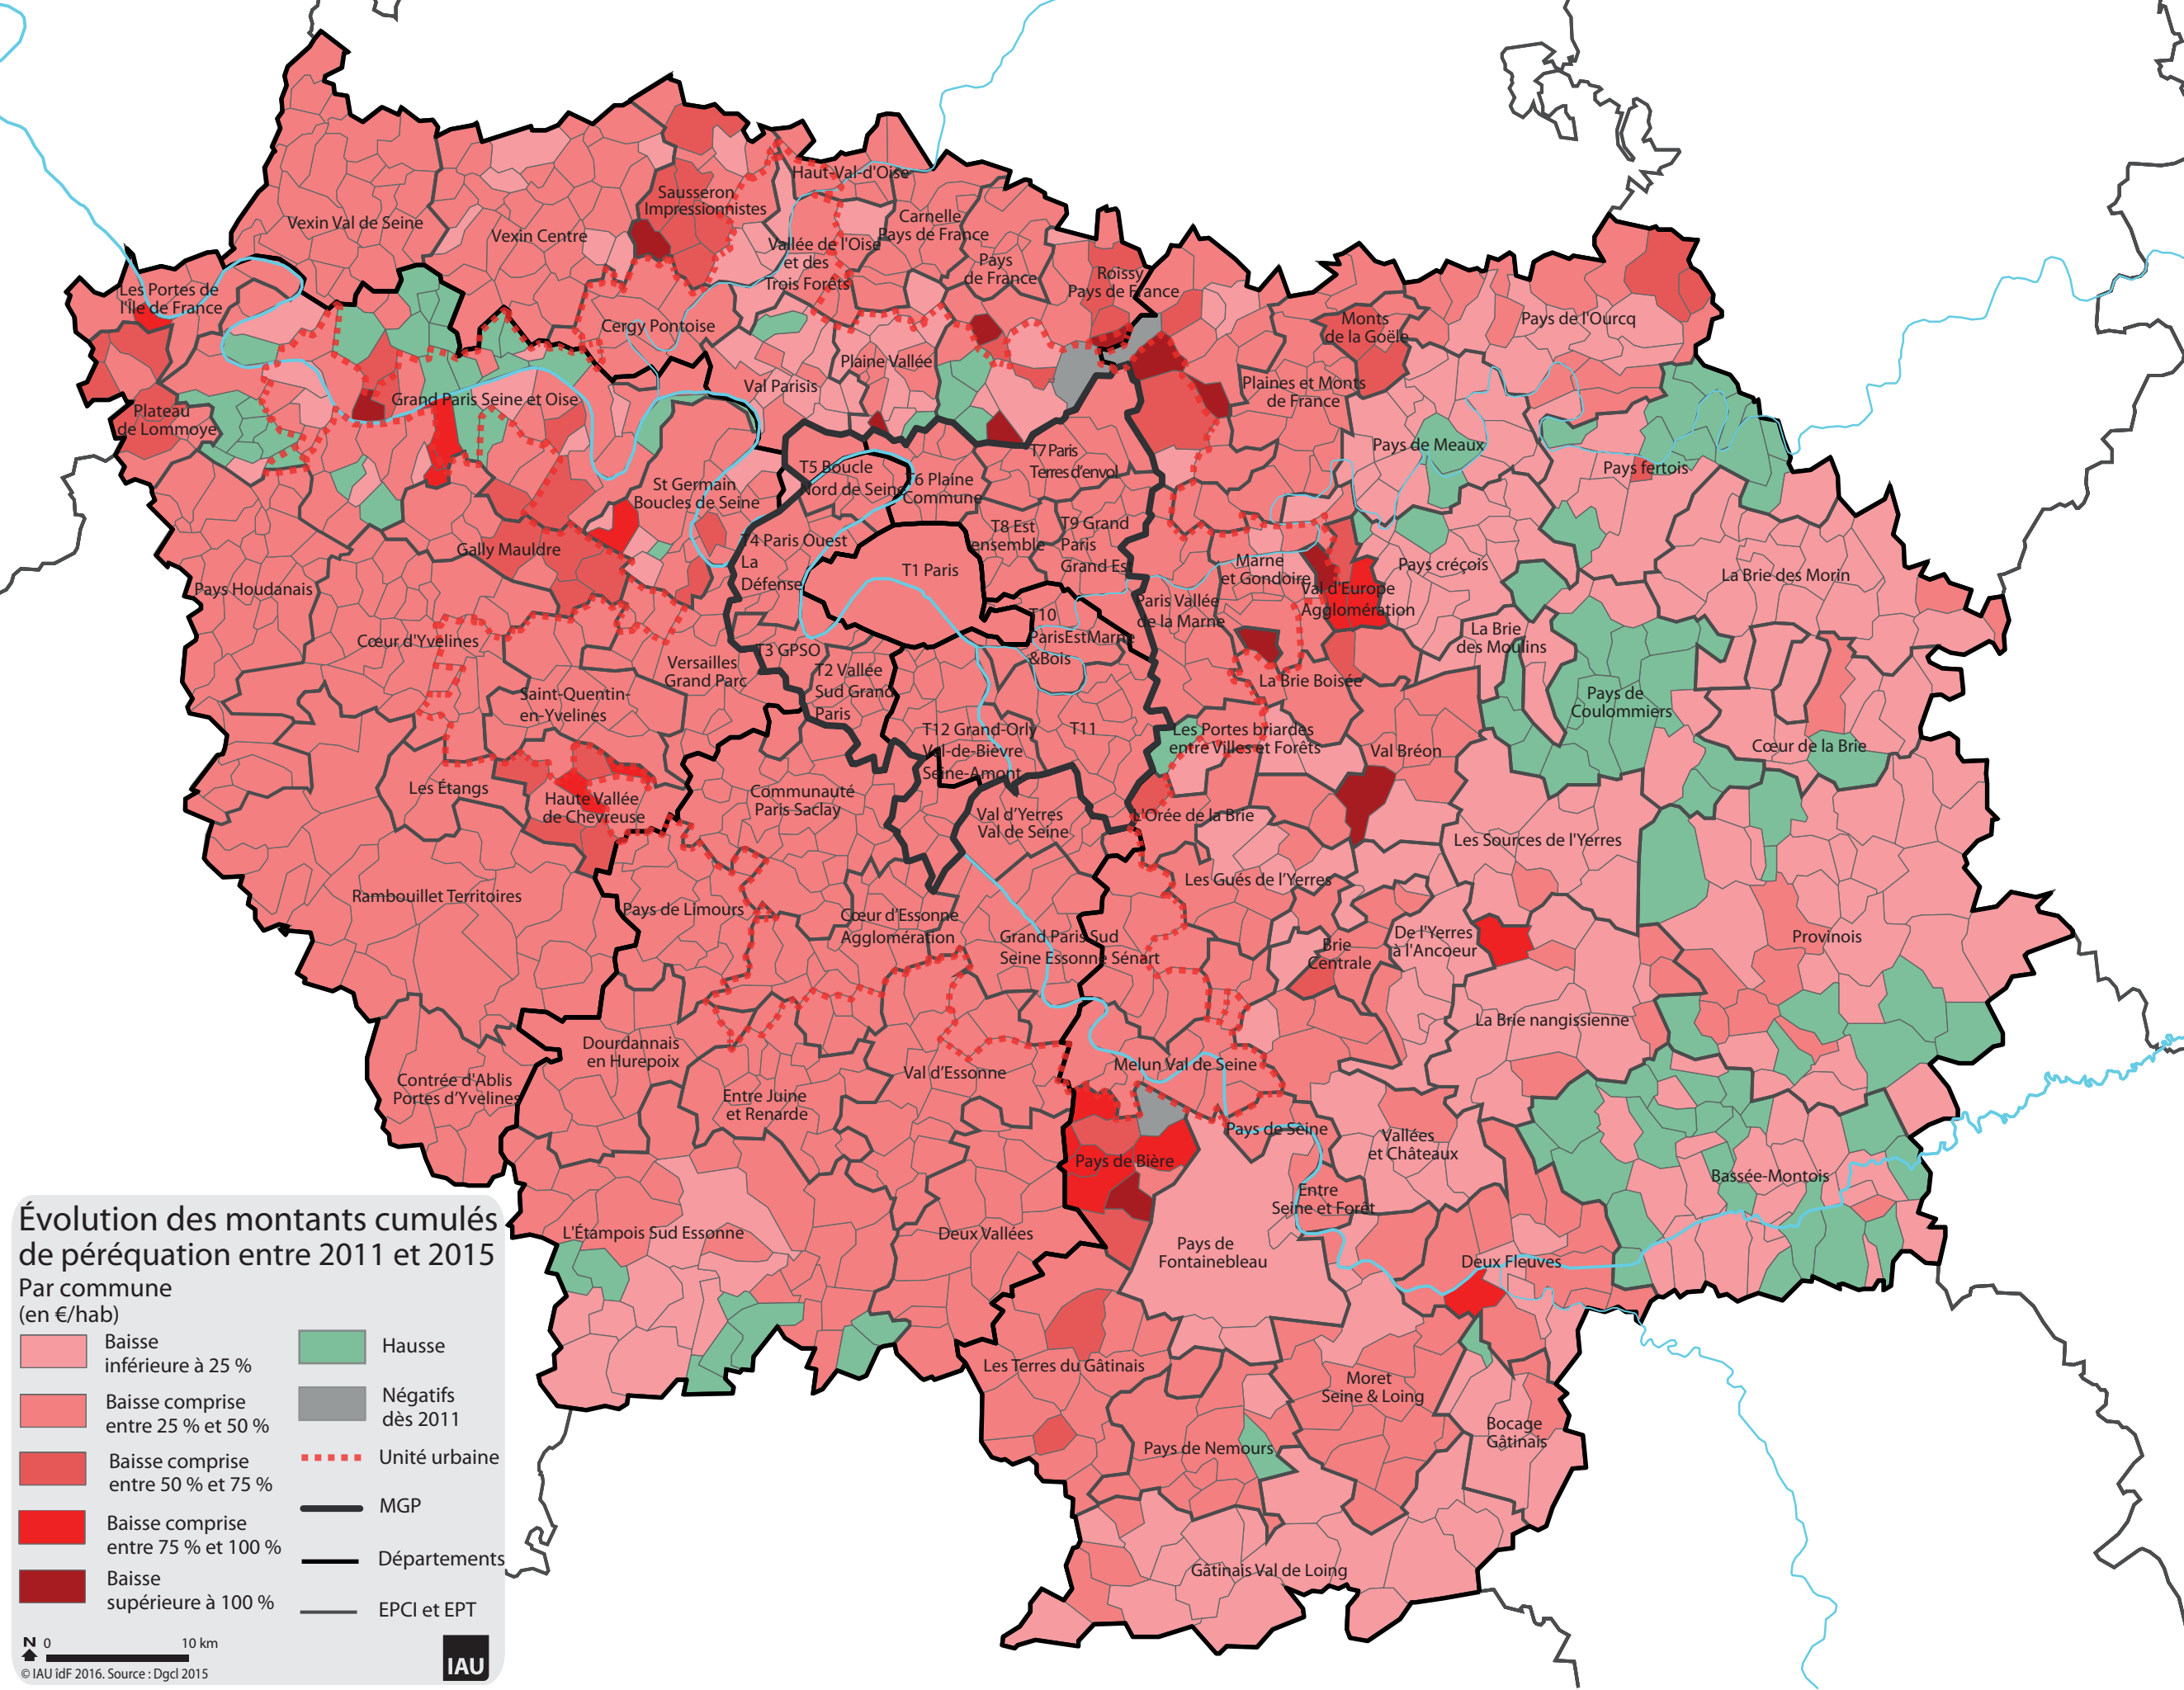 Haut-Val-d'Oise
Sausseron
Impressionnistes
Carnelle
Pays de France
Vexin Val de Seine
Vexin Centre
Vallée de l'Oise
et des
Trois Forêts
Pays
de France
Roissy
Pays de France
Les Portes de
l'Île de France
Cergy Pontoise
Monts
de la Goële
Pays de l'Ourcq
Plaine Vallée
Val Parisis
Plaines et Monts
de France
Grand Paris Seine et Oise
Plateau
de Lommoye
Pays de Meaux
T7 Paris
Terres d'envol
T5 Boucle
Nord de Seine
Pays fertois
T6 Plaine
Commune
St Germain
Boucles de Seine
T8 Est
ensemble
T9 Grand
Paris
Grand Est
T4 Paris Ouest
La
Défense
Gally Mauldre
T1 Paris
Marne
et Gondoire
Pays créçois
La Brie des Morin
Pays Houdanais
Val d'Europe
Agglomération
Paris Vallée
de la Marne
T10
ParisEstMarne
&Bois
Cœur d'Yvelines
La Brie
des Moulins
T3 GPSO
Versailles
Grand Parc
T2 Vallée
Sud Grand
Paris
La Brie Boisée
Saint-Quentin-
en-Yvelines
Pays de
Coulommiers
T12 Grand-Orly
Val-de-Bièvre
Seine-Amont
T11
Les Portes briardes
entre Villes et Forêts
Val Bréon
Cœur de la Brie
Les Étangs
Haute Vallée
de Chevreuse
Communauté
Paris Saclay
Val d'Yerres
Val de Seine
L'Orée de la Brie
Les Sources de l'Yerres
Les Gués de l'Yerres
Rambouillet Territoires
Pays de Limours
Cœur d'Essonne
Agglomération
Grand Paris Sud
Seine Essonne Sénart
Brie
Centrale
De l'Yerres
à l'Ancoeur
Provinois
La Brie nangissienne
Dourdannais
en Hurepoix
Melun Val de Seine
Val d'Essonne
Contrée d'Ablis
Portes d'Yvelines
Entre Juine
et Renarde
Pays de Seine
Vallées
et Châteaux
Pays de Bière
Bassée-Montois
Entre
Seine et Forêt
L'Étampois Sud Essonne
Deux Vallées
Pays de
Fontainebleau
Deux Fleuves
Les Terres du Gâtinais
Moret
Seine & Loing
Bocage
Gâtinais
Pays de Nemours
Gâtinais Val de Loing
Évolution des montants cumulés
de péréquation entre 2011 et 2015
Par commune
(en €/hab)
Baisse
inférieure à 25 %
Baisse comprise
entre 25 % et 50 %
Baisse comprise
entre 50 % et 75 %
Baisse comprise
entre 75 % et 100 %
Baisse
supérieure à 100 %
Hausse
Négatifs
dès 2011
Unité urbaine
MGP
Départements
EPCI et EPT
N 0 10 km
© IAU îdF 2016. Source : Dgcl 2015
IAU